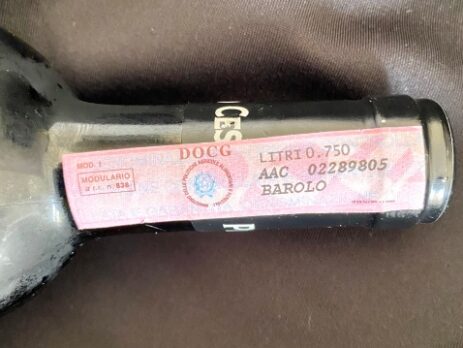 CES
DOCG
MOD. 1
MODULARIO
LITRI 0.750
AAC 02289805
BAROLO
P